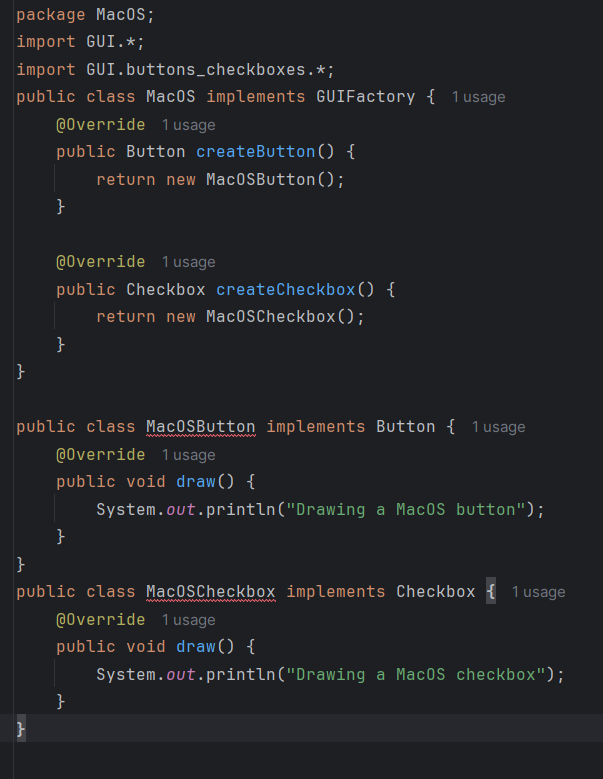 package MacOS;
import GUI.*;
import GUI.buttons_checkboxes.*;
public class MacOS implements GUIFactory {  1 usage
    @Override  1 usage
    public Button createButton() {
        return new MacOSButton();
    }

    @Override  1 usage
    public Checkbox createCheckbox() {
        return new MacOSCheckbox();
    }
}

public class MacOSButton implements Button {  1 usage
    @Override  1 usage
    public void draw() {
        System.out.println("Drawing a MacOS button");
    }
}
public class MacOSCheckbox implements Checkbox {  1 usage
    @Override  1 usage
    public void draw() {
        System.out.println("Drawing a MacOS checkbox");
    }
}